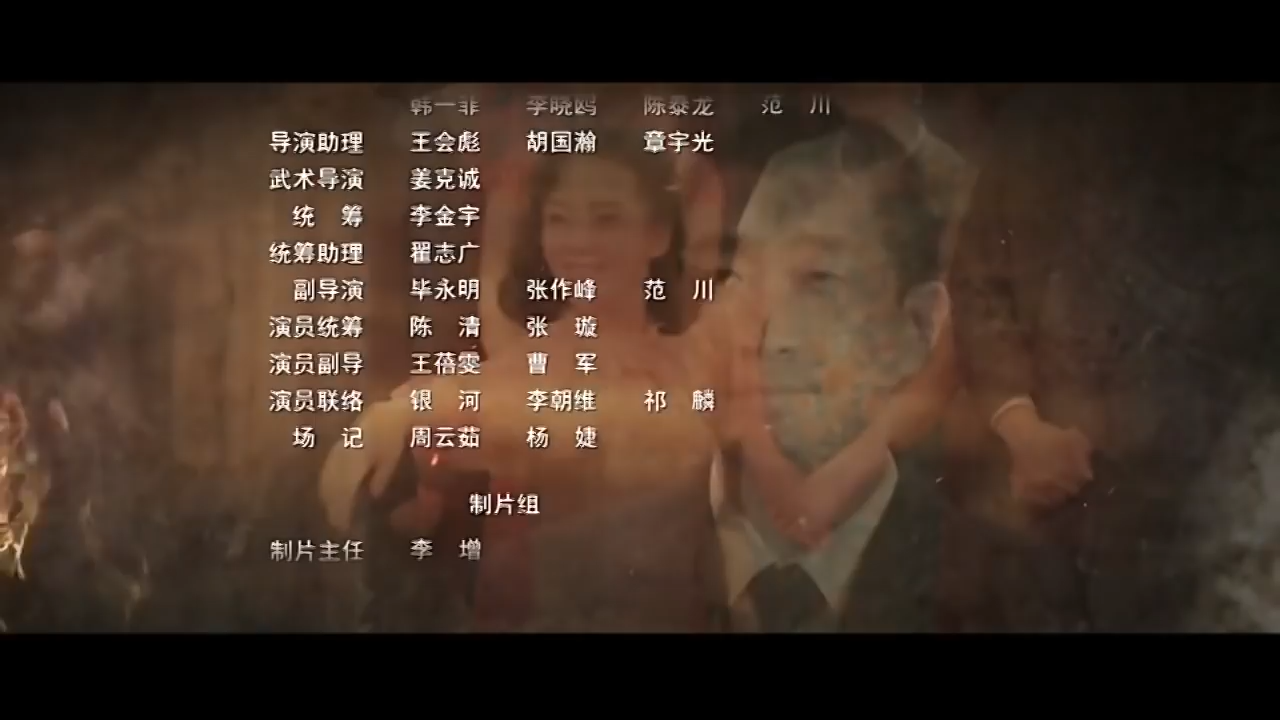 韩一菲 李晓鸥 陈泰龙 范 川
导演助理 王会彪 胡国瀚 章宇光
武术导演 姜克诚
统 筹 李金宇
统筹助理 翟志广
副导演 毕永明 张作峰 范 川
演员统筹 陈 清 张 璇
演员副导 王蓓雯 曹 军
演员联络 银 河 李朝维 祁 麟
场 记 周云茹 杨 婕
制片组
制片主任 李 增